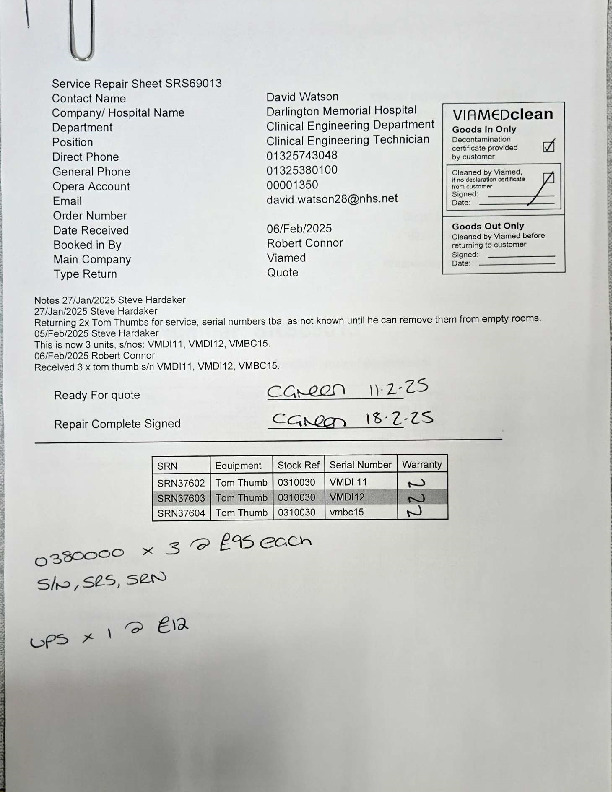 Service Repair Sheet SRS69013
Contact Name David Watson
Company/ Hospital Name Darlington Memorial Hospital
Department Clinical Engineering Department
Position Clinical Engineering Technician
Direct Phone 01325743048
General Phone 01325380100
Opera Account 00001350
Email david.watson28@nhs.net
Order Number
Date Received 06/Feb/2025
Booked in By Robert Connor
Main Company Viamed
Type Return Quote
VIAMEDclean
Goods In Only
Decontamination
certificate provided
by customer
Cleaned by Viamed,
if no declaration certificate
from customer
Signed:
Date:
Goods Out Only
Cleaned by Viamed before
returning to customer
Signed:
Date:
Notes 27/Jan/2025 Steve Hardaker
27/Jan/2025 Steve Hardaker
Returning 2x Tom Thumbs for service, serial numbers tba as not known until he can remove them from empty rooms.
05/Feb/2025 Steve Hardaker
This is now 3 units, s/nos: VMDI11, VMDI12, VMBC15.
06/Feb/2025 Robert Connor
Received 3 x tom thumb s/n VMDI11, VMDI12, VMBC15.
Ready For quote CGreen 11-2-25
Repair Complete Signed CGreen 18-2-25
SRN Equipment Stock Ref Serial Number Warranty
SRN37602 Tom Thumb 0310030 VMDI 11 N
SRN37603 Tom Thumb 0310030 VMDI12 N
SRN37604 Tom Thumb 0310030 vmbc15 N
0380000 x 3 @ £95 each
S/N, SRS, SRN
UPS x 1 @ £12